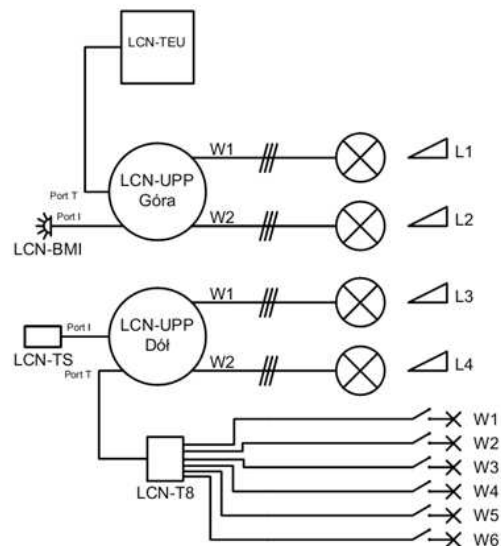 LCN-TEU
W1
L1
LCN-UPP
Góra
Port T
Port I
W2
L2
LCN-BMI
W1
L3
LCN-UPP
Dół
Port I
LCN-TS
W2
L4
Port T
W1
W2
W3
LCN-T8
W4
W5
W6